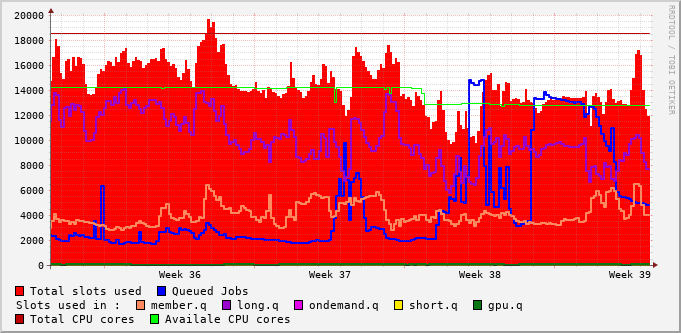 20000
18000
16000
14000
12000
10000
8000
6000
4000
2000
0
Week 36 Week 37 Week 38 Week 39
RRDTOOL / TOBI OETIKER
Total slots used Queued Jobs
Slots used in : member.q long.q ondemand.q short.q gpu.q
Total CPU cores Availale CPU cores